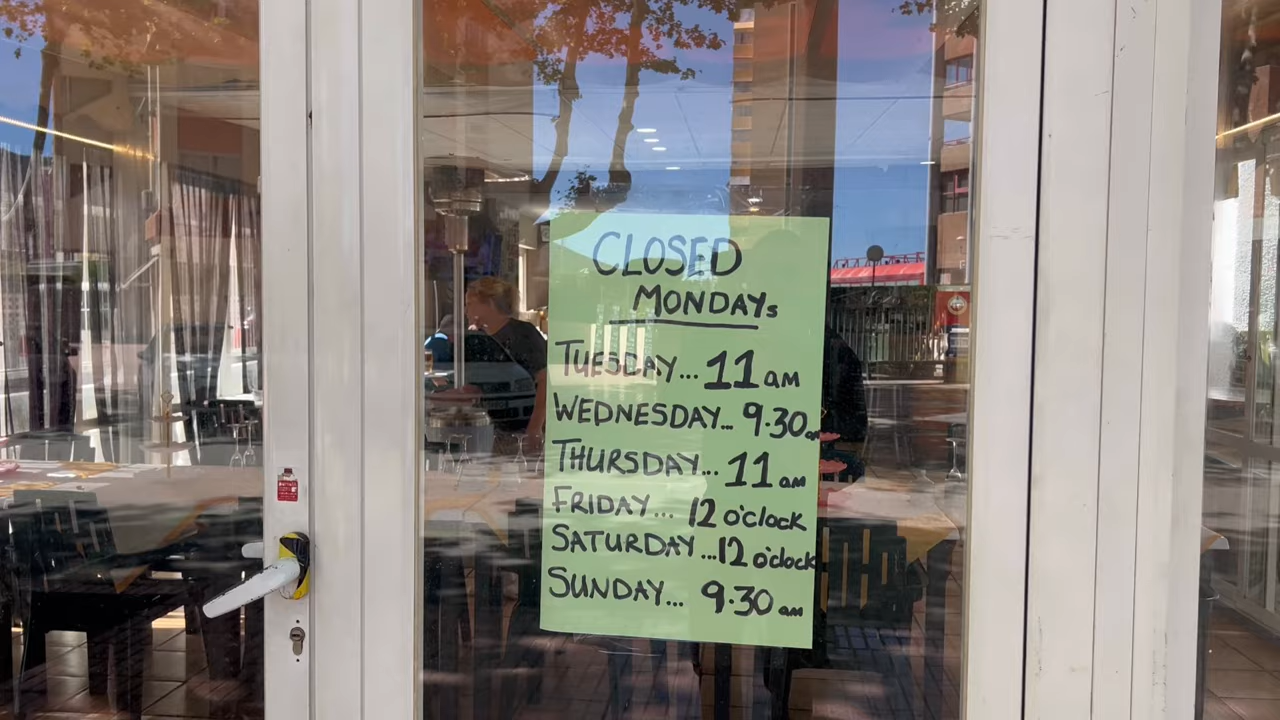 CLOSED
MONDAYs
TUESDAY... 11 am
WEDNESDAY... 9.30am
THURSDAY... 11 am
FRIDAY... 12 o'clock
SATURDAY...12 o'clock
SUNDAY... 9.30 am